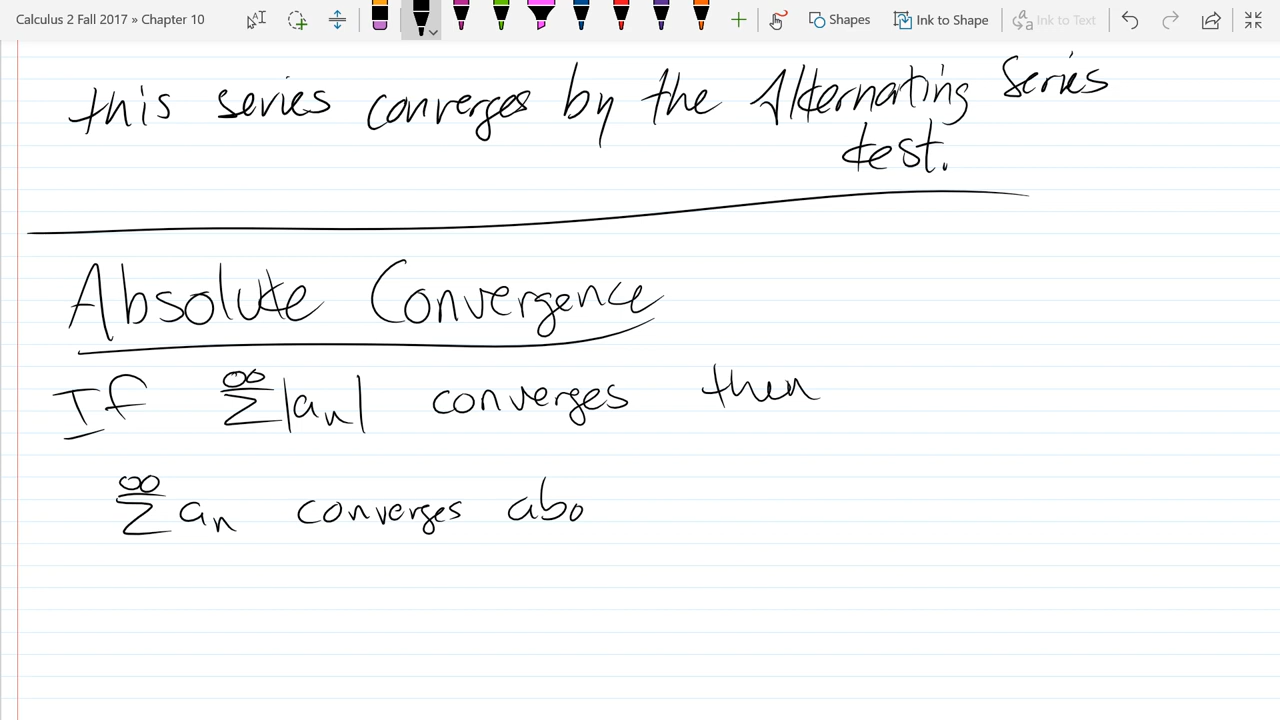 Calculus 2 Fall 2017 » Chapter 10 Shapes Ink to Shape Ink to Text
this series converges by the Alternating Series
test.
Absolute Convergence
If ∞ Σ |aₙ| converges then
∞ Σ aₙ converges abo